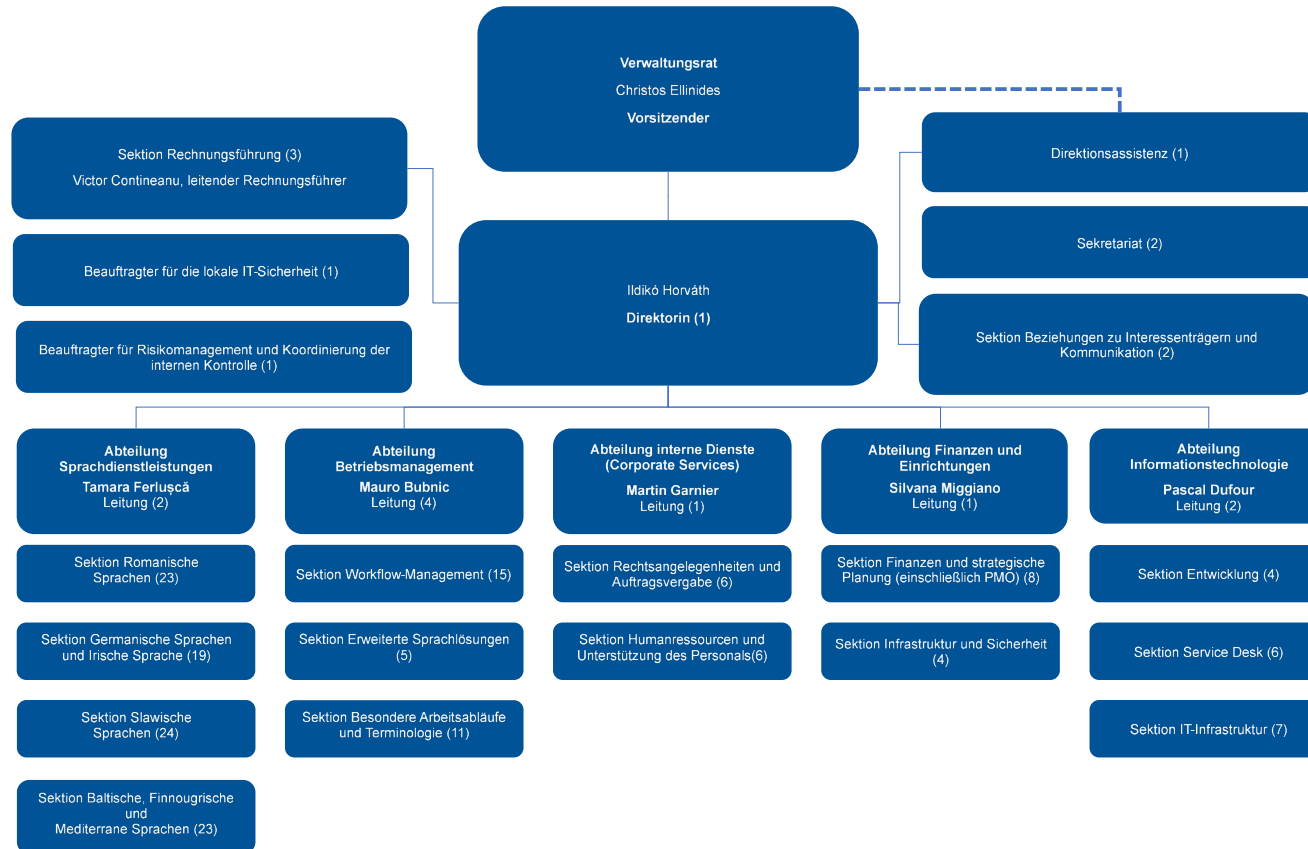 Verwaltungsrat
Christos Ellinides
Vorsitzender
Sektion Rechnungsführung (3)
Victor Contineanu, leitender Rechnungsführer
Direktionsassistenz (1)
Sekretariat (2)
Beauftragter für die lokale IT-Sicherheit (1)
Ildikó Horváth
Direktorin (1)
Beauftragter für Risikomanagement und Koordinierung der
internen Kontrolle (1)
Sektion Beziehungen zu Interessenträgern und
Kommunikation (2)
Abteilung
Sprachdienstleistungen
Tamara Ferlușcă
Leitung (2)
Abteilung
Betriebsmanagement
Mauro Bubnic
Leitung (4)
Abteilung interne Dienste
(Corporate Services)
Martin Garnier
Leitung (1)
Abteilung Finanzen und
Einrichtungen
Silvana Miggiano
Leitung (1)
Abteilung
Informationstechnologie
Pascal Dufour
Leitung (2)
Sektion Romanische
Sprachen (23)
Sektion Workflow-Management (15)
Sektion Rechtsangelegenheiten und
Auftragsvergabe (6)
Sektion Finanzen und strategische
Planung (einschließlich PMO) (8)
Sektion Entwicklung (4)
Sektion Germanische Sprachen
und Irische Sprache (19)
Sektion Erweiterte Sprachlösungen
(5)
Sektion Humanressourcen und
Unterstützung des Personals(6)
Sektion Infrastruktur und Sicherheit
(4)
Sektion Service Desk (6)
Sektion Slawische
Sprachen (24)
Sektion Besondere Arbeitsabläufe
und Terminologie (11)
Sektion IT-Infrastruktur (7)
Sektion Baltische, Finnougrische
und
Mediterrane Sprachen (23)